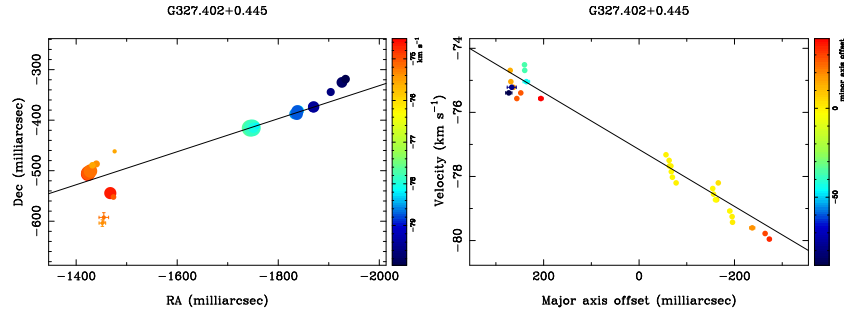 G327.402+0.445
G327.402+0.445
km s⁻¹
-75
-76
-77
-78
-79
-300
-400
-500
-600
Dec (milliarcsec)
-1400
-1600
-1800
-2000
RA (milliarcsec)
-74
-76
-78
-80
Velocity (km s⁻¹)
200
0
-200
Major axis offset (milliarcsec)
minor axis offset
0
-50